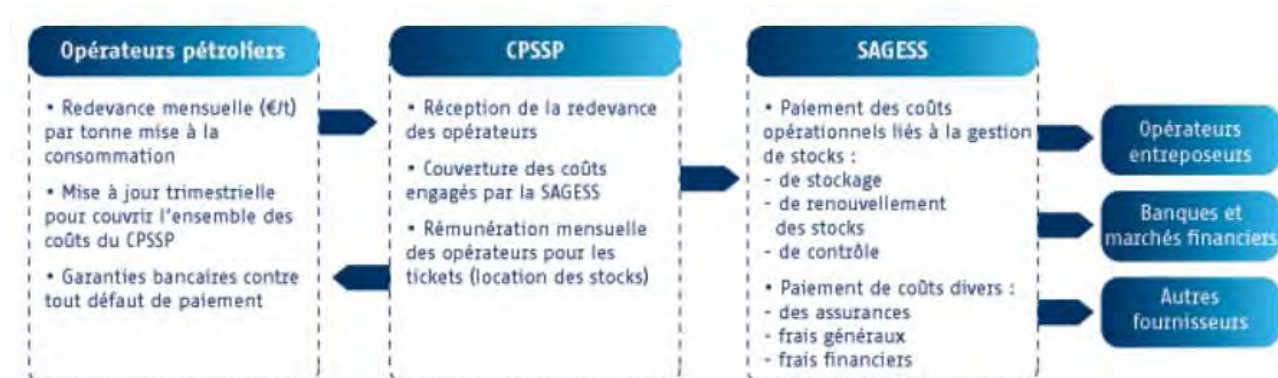 Opérateurs pétroliers
• Redevance mensuelle (€/t)
par tonne mise à la
consommation
• Mise à jour trimestrielle
pour couvrir l'ensemble des
coûts du CPSSP
• Garanties bancaires contre
tout défaut de paiement
CPSSP
• Réception de la redevance
des opérateurs
• Couverture des coûts
engagés par la SAGESS
• Rémunération mensuelle
des opérateurs pour les
tickets (location des stocks)
SAGESS
• Paiement des coûts
opérationnels liés à la gestion
de stocks :
- de stockage
- de renouvellement
des stocks
- de contrôle
• Paiement de coûts divers :
- des assurances
- frais généraux
- frais financiers
Opérateurs
entreposeurs
Banques et
marchés financiers
Autres
fournisseurs